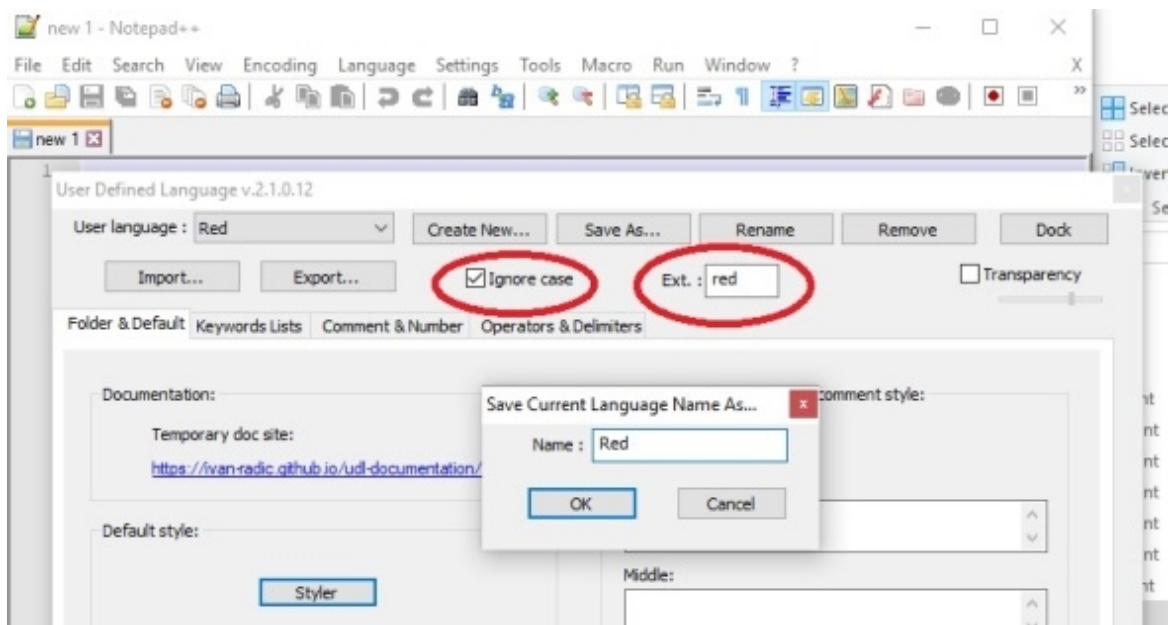 new 1 - Notepad++
File Edit Search View Encoding Language Settings Tools Macro Run Window ? X
new 1
1
User Defined Language v.2.1.0.12
User language : Red Create New... Save As... Rename Remove Dock
Import... Export... Ignore case Ext. : red Transparency
Folder & Default Keywords Lists Comment & Number Operators & Delimiters
Documentation:
Temporary doc site:
https://ivan-radic.github.io/udl-documentation/
Save Current Language Name As...
Name : Red
OK Cancel
comment style:
Default style:
Styler
Middle:
Selec
Selec